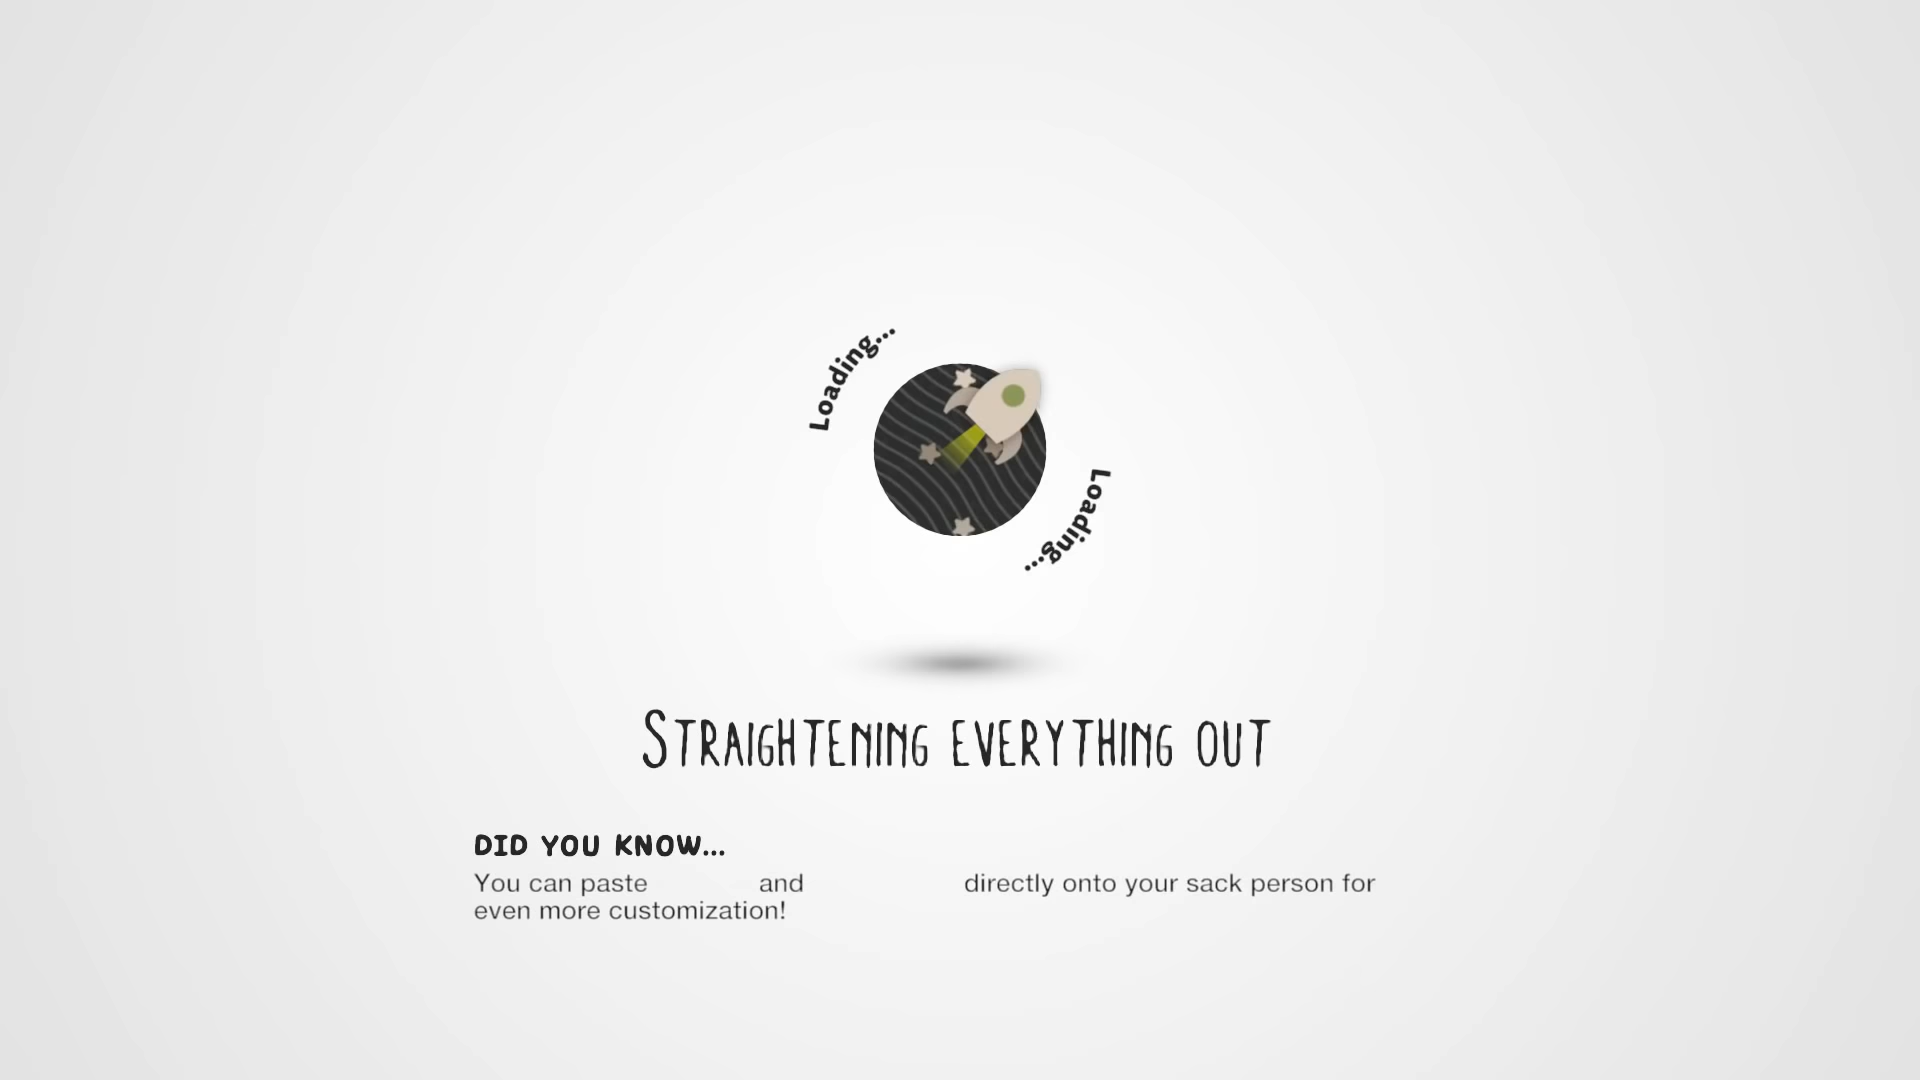 Loading...
Loading...
Straightening everything out
DID YOU KNOW...
You can paste and directly onto your sack person for
even more customization!